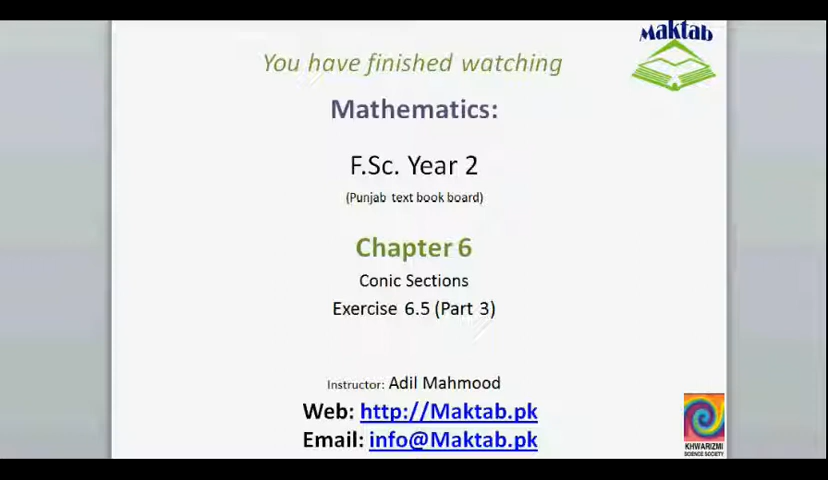 Maktab
You have finished watching
Mathematics:
F.Sc. Year 2
(Punjab text book board)
Chapter 6
Conic Sections
Exercise 6.5 (Part 3)
Instructor: Adil Mahmood
Web: http://Maktab.pk
Email: info@Maktab.pk
KHWARIZMI
SCIENCE SOCIETY